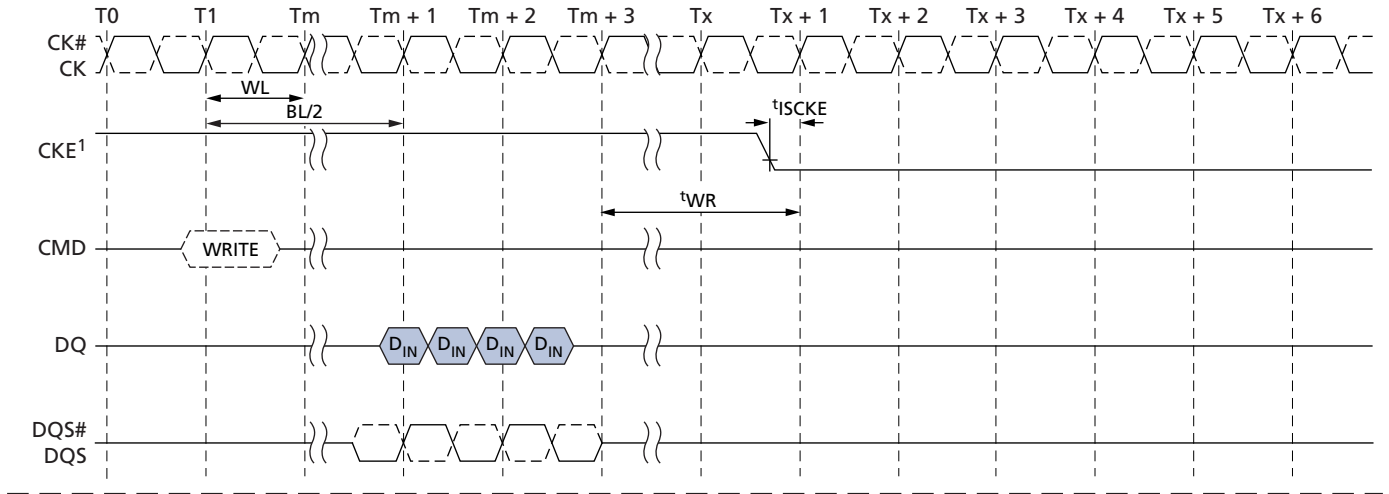 T0 T1 Tm Tm + 1 Tm + 2 Tm + 3 Tx Tx + 1 Tx + 2 Tx + 3 Tx + 4 Tx + 5 Tx + 6
CK#
CK
WL
BL/2
tISCKE
CKE1
tWR
CMD WRITE
DQ DIN DIN DIN DIN
DQS#
DQS